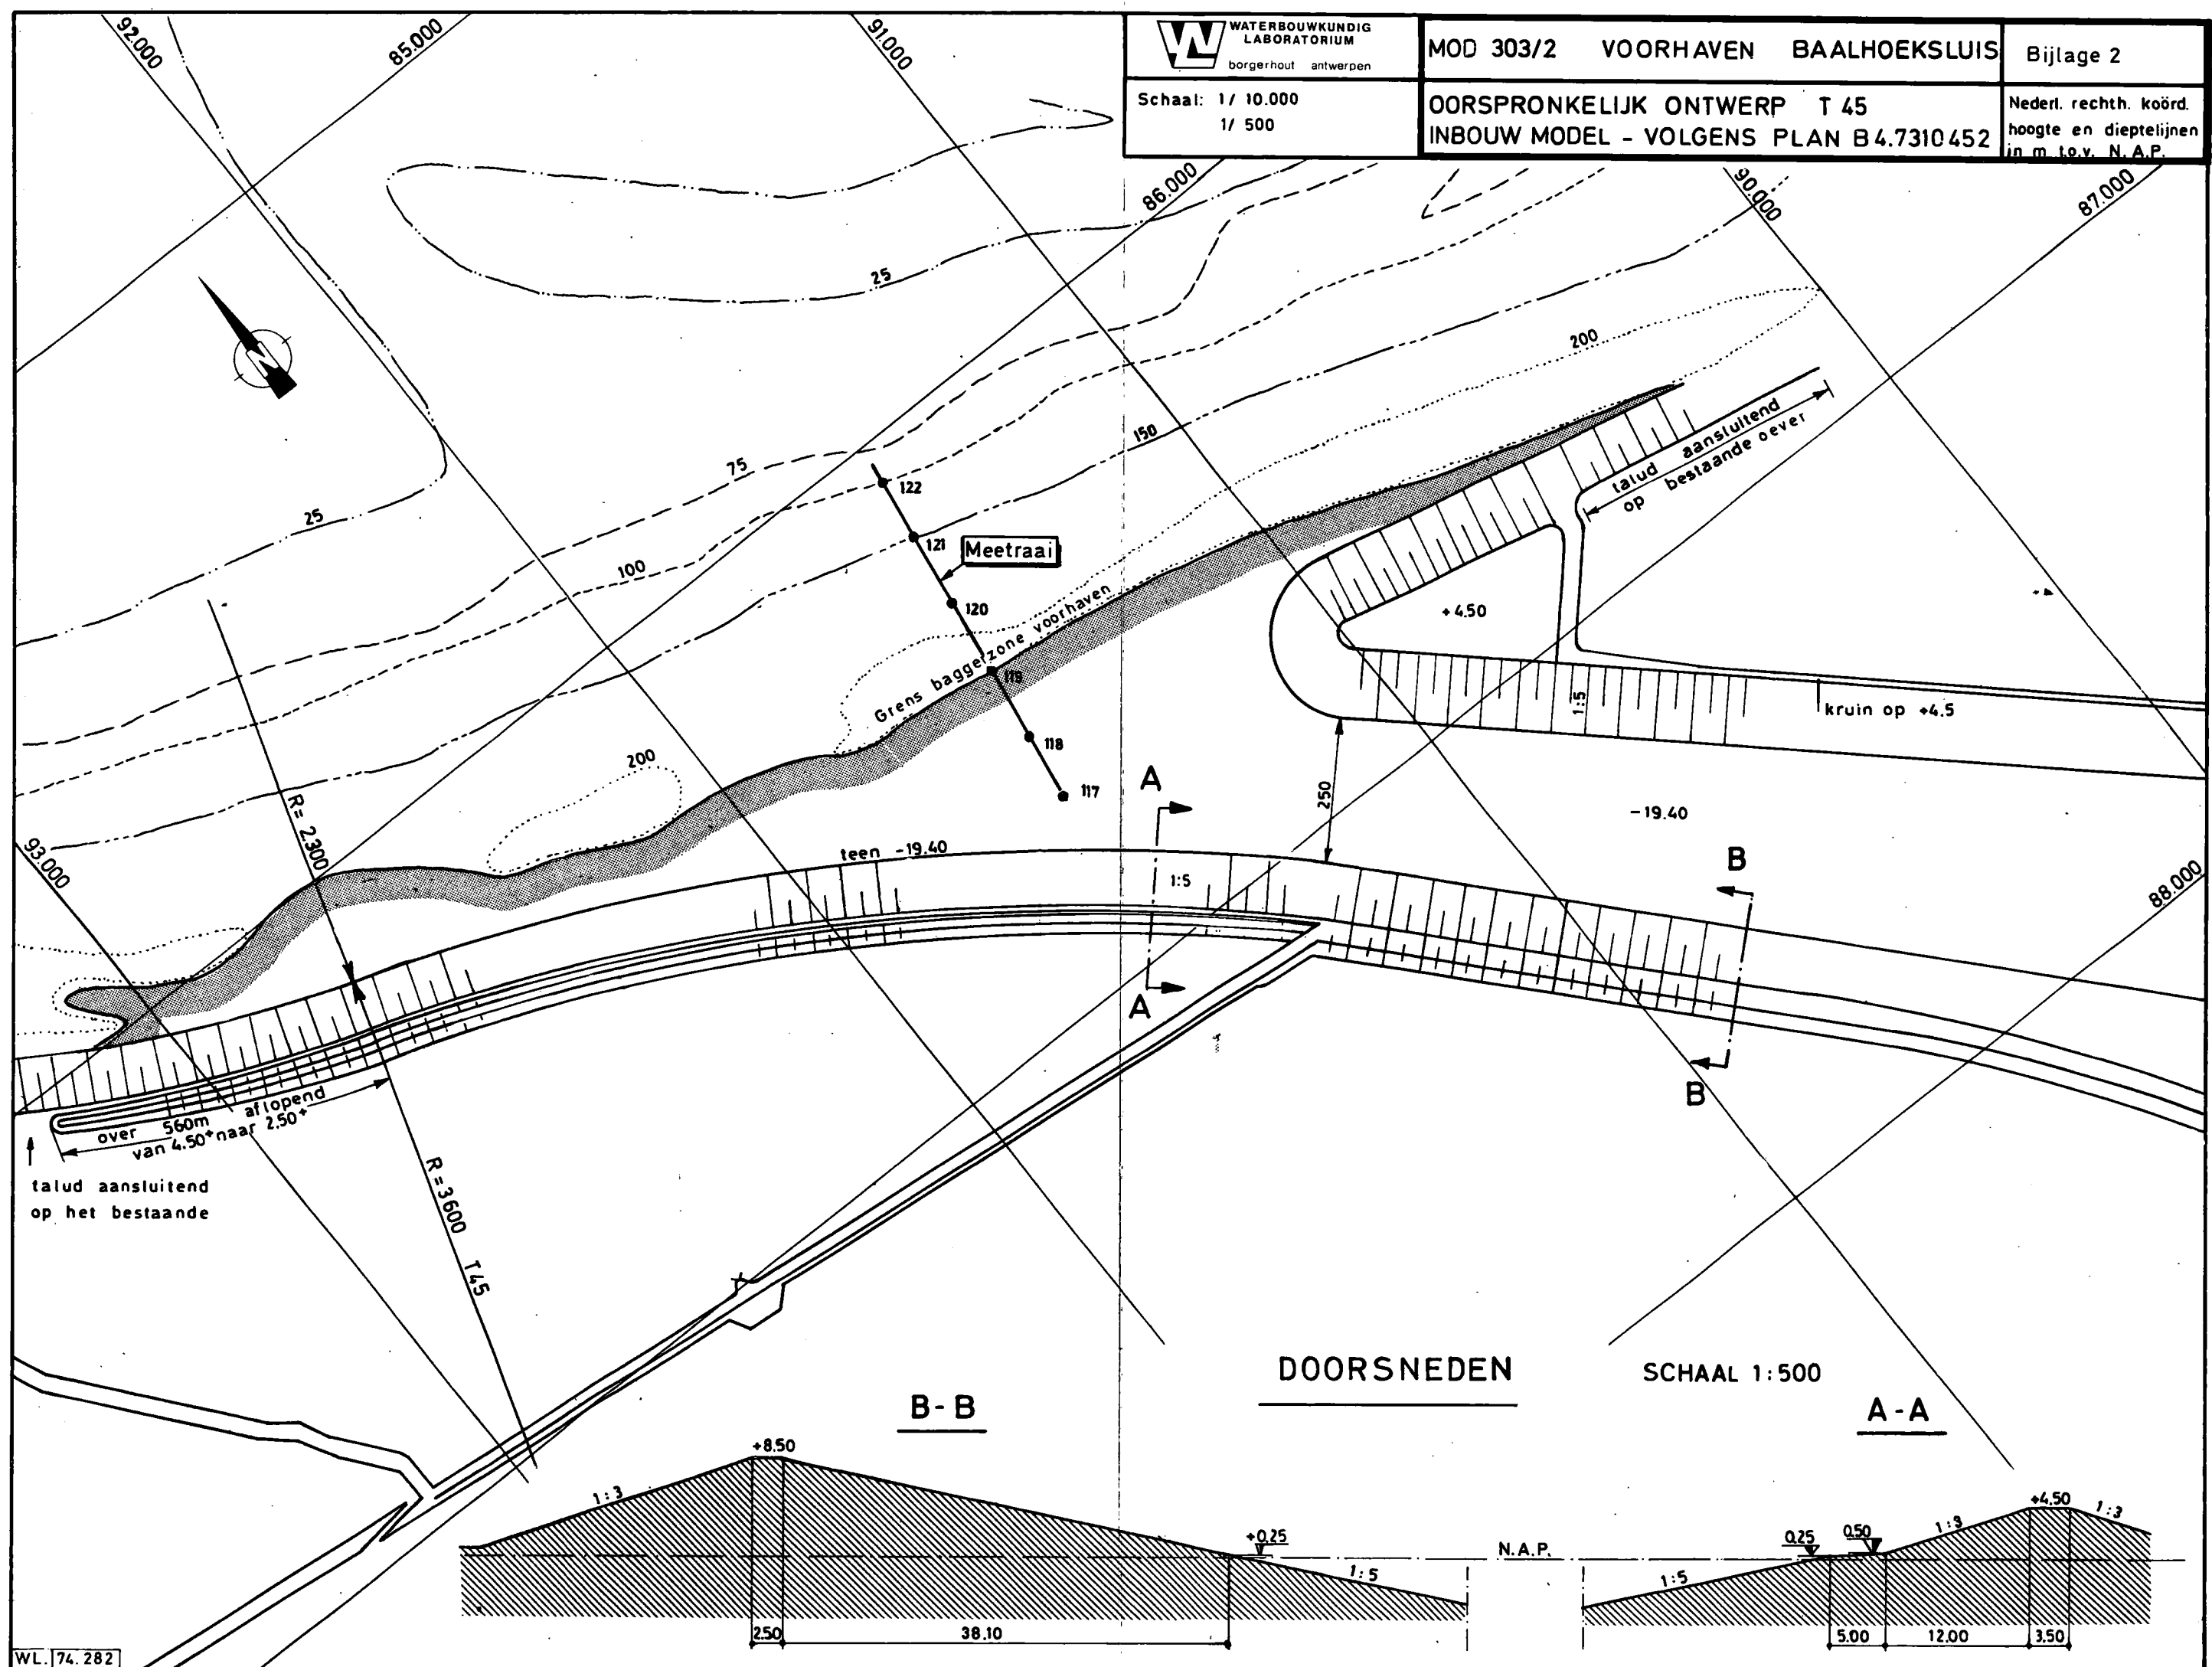 WATERBOUWKUNDIG
LABORATORIUM
borgerhout antwerpen
Schaal: 1/ 10.000
1/ 500
MOD 303/2 VOORHAVEN BAALHOEKSLUIS
Bijlage 2
OORSPRONKELIJK ONTWERP T 45
INBOUW MODEL - VOLGENS PLAN B4.7310452
Nederl. rechth. koörd.
hoogte en dieptelijnen
in m t.o.v. N.A.P.
92.000
85.000
91.000
86.000
90.000
87.000
25
200
150
75
25
100
122
121
Meetraai
120
119
118
117
Grens baggerzone voorhaven
talud aansluitend
op bestaande oever
+4.50
1:5
kruin op +4.5
200
250
-19.40
R= 2300
93.000
teen -19.40
1:5
A
A
B
B
88.000
over 560m aflopend
van 4.50+ naar 2.50+
talud aansluitend
op het bestaande
R=3600 T45
DOORSNEDEN
SCHAAL 1:500
B-B
A-A
+8.50
1:3
+0.25
1:5
N.A.P.
2.50
38.10
0.25
0.50
1:3
+4.50
1:3
1:5
5.00
12.00
3.50
WL. 74.282